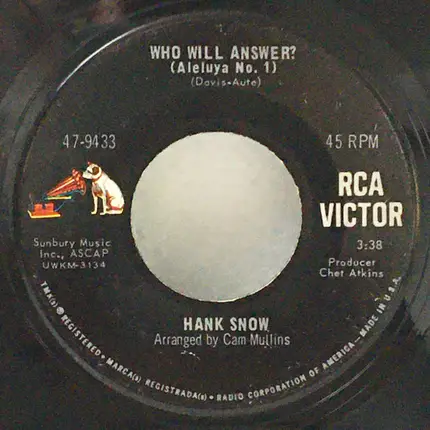 WHO WILL ANSWER?
(Aleluya No. 1)
(Davis-Aute)
47-9433
45 RPM
RCA
VICTOR
Sunbury Music
Inc., ASCAP
UWKM-3134
3:38
Producer
Chet Atkins
HANK SNOW
Arranged by Cam Mullins
TMK(s) ® REGISTERED • MARCA(s) REGISTRADA(s) • RADIO CORPORATION OF AMERICA—MADE IN U.S.A.